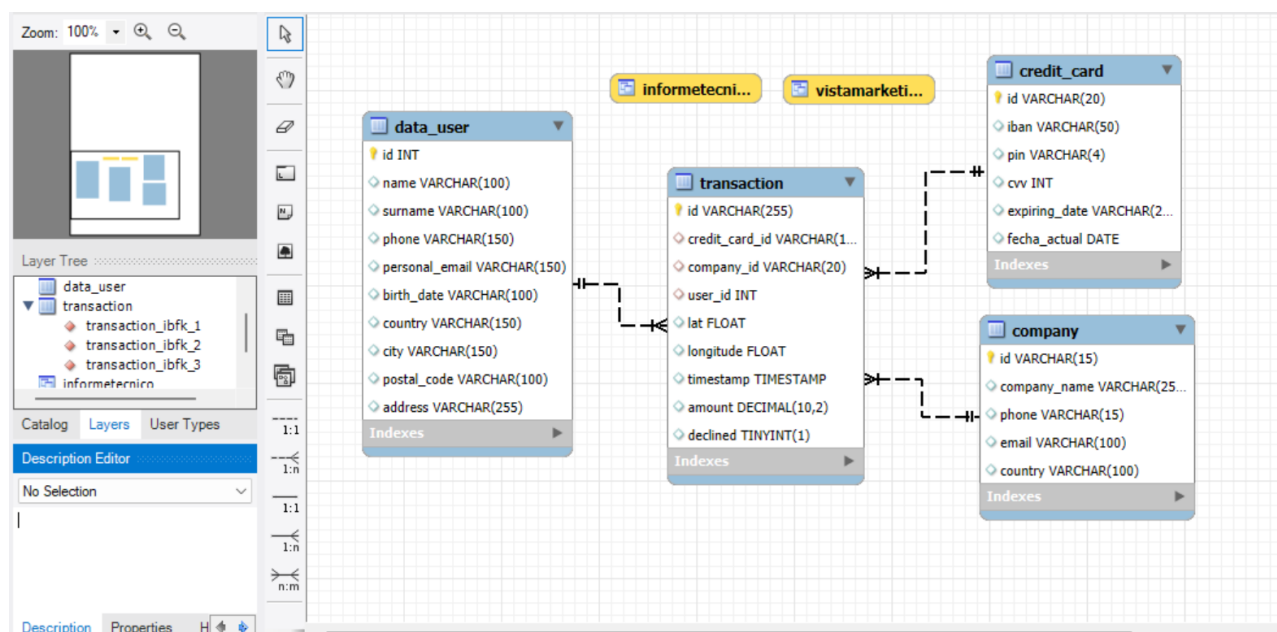 Zoom: 100%
Layer Tree
data_user
transaction
transaction_ibfk_1
transaction_ibfk_2
transaction_ibfk_3
informetecnico
Catalog Layers User Types
Description Editor
No Selection
Description Properties H
1:1
1:n
1:1
1:n
n:m
informetecni...
vistamarketi...
data_user
id INT
name VARCHAR(100)
surname VARCHAR(100)
phone VARCHAR(150)
personal_email VARCHAR(150)
birth_date VARCHAR(100)
country VARCHAR(150)
city VARCHAR(150)
postal_code VARCHAR(100)
address VARCHAR(255)
Indexes
transaction
id VARCHAR(255)
credit_card_id VARCHAR(1...
company_id VARCHAR(20)
user_id INT
lat FLOAT
longitude FLOAT
timestamp TIMESTAMP
amount DECIMAL(10,2)
declined TINYINT(1)
Indexes
credit_card
id VARCHAR(20)
iban VARCHAR(50)
pin VARCHAR(4)
cvv INT
expiring_date VARCHAR(2...
fecha_actual DATE
Indexes
company
id VARCHAR(15)
company_name VARCHAR(25...
phone VARCHAR(15)
email VARCHAR(100)
country VARCHAR(100)
Indexes